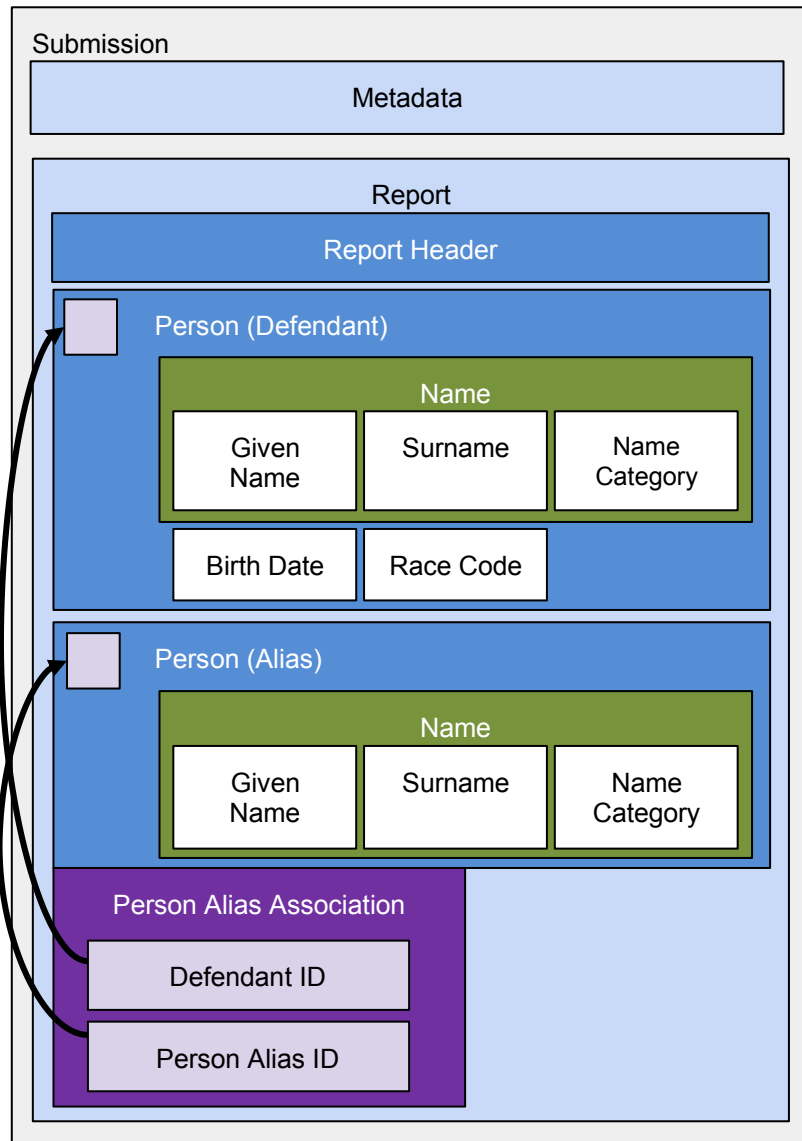 Submission
Metadata
Report
Report Header
Person (Defendant)
Name
Given
Name
Surname
Name
Category
Birth Date
Race Code
Person (Alias)
Name
Given
Name
Surname
Name
Category
Person Alias Association
Defendant ID
Person Alias ID